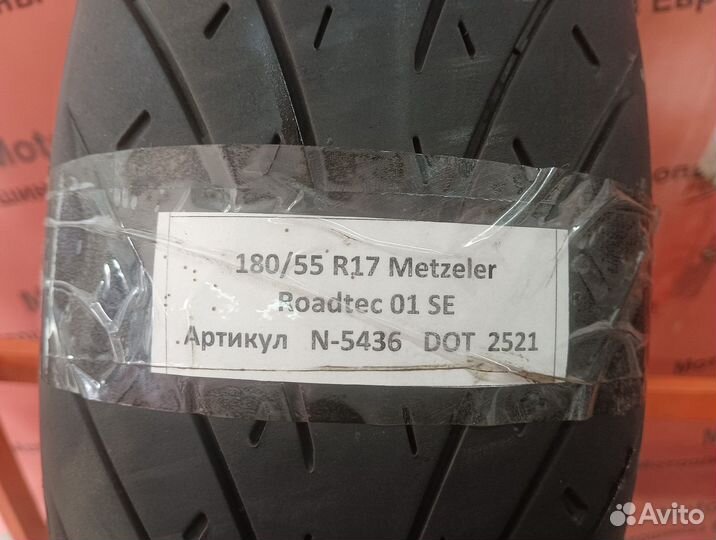 180/55 R17 Metzeler
Roadtec 01 SE
Артикул N-5436 DOT 2521
Avito